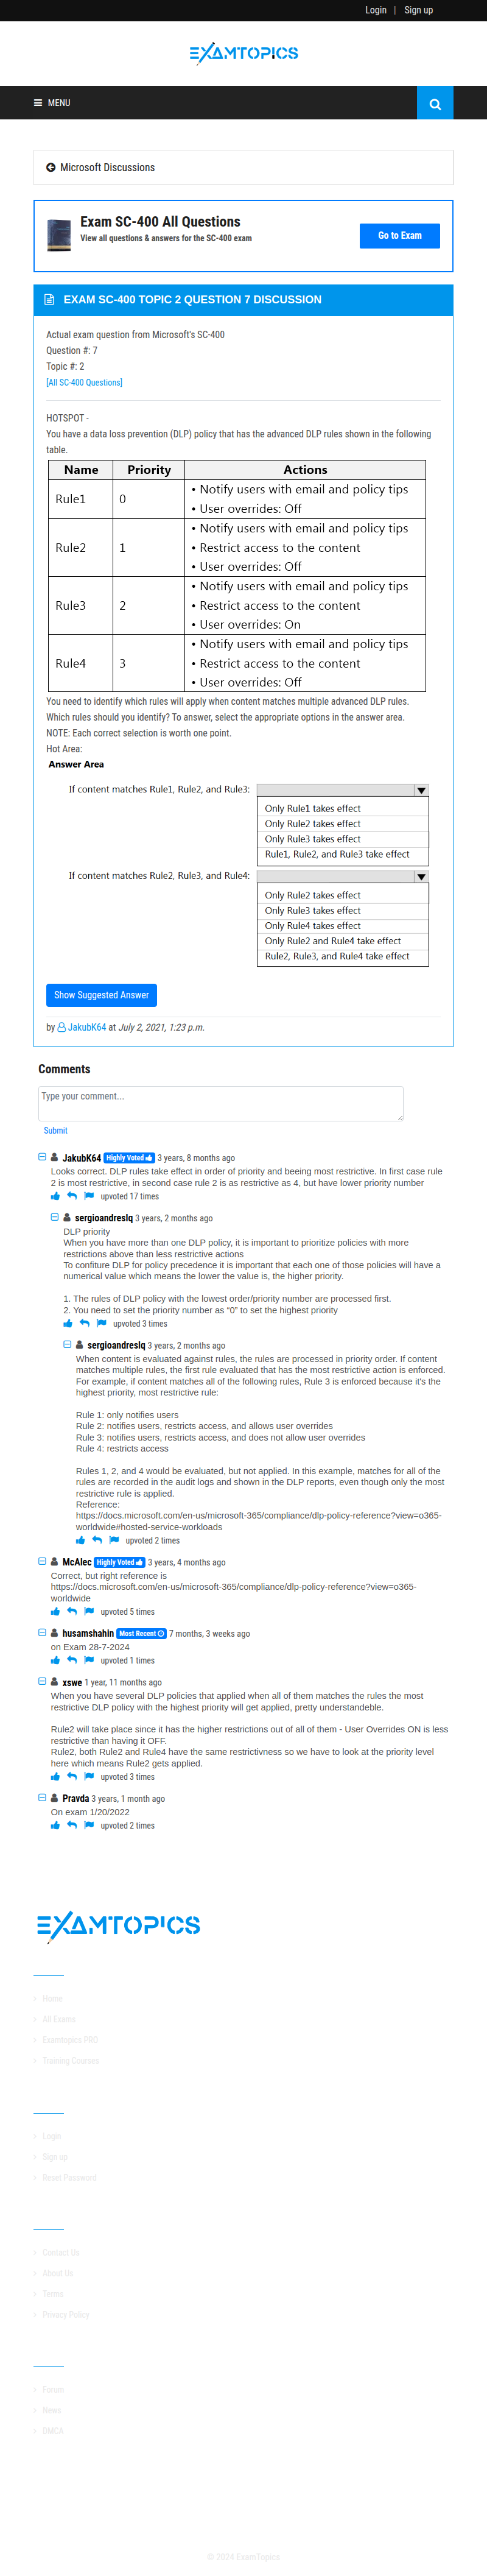 Login | Sign up
EXAMTOPICS
MENU
Microsoft Discussions
Exam SC-400 All Questions
View all questions & answers for the SC-400 exam
Go to Exam
EXAM SC-400 TOPIC 2 QUESTION 7 DISCUSSION
Actual exam question from Microsoft's SC-400
Question #: 7
Topic #: 2
[All SC-400 Questions]
HOTSPOT -
You have a data loss prevention (DLP) policy that has the advanced DLP rules shown in the following
table.
Name Priority Actions
Rule1 0 • Notify users with email and policy tips
• User overrides: Off
Rule2 1 • Notify users with email and policy tips
• Restrict access to the content
• User overrides: Off
Rule3 2 • Notify users with email and policy tips
• Restrict access to the content
• User overrides: On
Rule4 3 • Notify users with email and policy tips
• Restrict access to the content
• User overrides: Off
You need to identify which rules will apply when content matches multiple advanced DLP rules.
Which rules should you identify? To answer, select the appropriate options in the answer area.
NOTE: Each correct selection is worth one point.
Hot Area:
Answer Area
If content matches Rule1, Rule2, and Rule3:
Only Rule1 takes effect
Only Rule2 takes effect
Only Rule3 takes effect
Rule1, Rule2, and Rule3 take effect
If content matches Rule2, Rule3, and Rule4:
Only Rule2 takes effect
Only Rule3 takes effect
Only Rule4 takes effect
Only Rule2 and Rule4 take effect
Rule2, Rule3, and Rule4 take effect
Show Suggested Answer
by JakubK64 at July 2, 2021, 1:23 p.m.
Comments
Type your comment...
Submit
JakubK64 Highly Voted 3 years, 8 months ago
Looks correct. DLP rules take effect in order of priority and beeing most restrictive. In first case rule
2 is most restrictive, in second case rule 2 is as restrictive as 4, but have lower priority number
upvoted 17 times
sergioandreslq 3 years, 2 months ago
DLP priority
When you have more than one DLP policy, it is important to prioritize policies with more
restrictions above than less restrictive actions
To confiture DLP for policy precedence it is important that each one of those policies will have a
numerical value which means the lower the value is, the higher priority.
1. The rules of DLP policy with the lowest order/priority number are processed first.
2. You need to set the priority number as “0” to set the highest priority
upvoted 3 times
sergioandreslq 3 years, 2 months ago
When content is evaluated against rules, the rules are processed in priority order. If content
matches multiple rules, the first rule evaluated that has the most restrictive action is enforced.
For example, if content matches all of the following rules, Rule 3 is enforced because it's the
highest priority, most restrictive rule:
Rule 1: only notifies users
Rule 2: notifies users, restricts access, and allows user overrides
Rule 3: notifies users, restricts access, and does not allow user overrides
Rule 4: restricts access
Rules 1, 2, and 4 would be evaluated, but not applied. In this example, matches for all of the
rules are recorded in the audit logs and shown in the DLP reports, even though only the most
restrictive rule is applied.
Reference:
https://docs.microsoft.com/en-us/microsoft-365/compliance/dlp-policy-reference?view=o365-
worldwide#hosted-service-workloads
upvoted 2 times
McAlec Highly Voted 3 years, 4 months ago
Correct, but right reference is
https://docs.microsoft.com/en-us/microsoft-365/compliance/dlp-policy-reference?view=o365-
worldwide
upvoted 5 times
husamshahin Most Recent 7 months, 3 weeks ago
on Exam 28-7-2024
upvoted 1 times
xswe 1 year, 11 months ago
When you have several DLP policies that applied when all of them matches the rules the most
restrictive DLP policy with the highest priority will get applied, pretty understandeble.
Rule2 will take place since it has the higher restrictions out of all of them - User Overrides ON is less
restrictive than having it OFF.
Rule2, both Rule2 and Rule4 have the same restrictivness so we have to look at the priority level
here which means Rule2 gets applied.
upvoted 3 times
Pravda 3 years, 1 month ago
On exam 1/20/2022
upvoted 2 times
EXAMTOPICS
Home
All Exams
Examtopics PRO
Training Courses
Login
Sign up
Reset Password
Contact Us
About Us
Terms
Privacy Policy
Forum
News
DMCA
© 2024 ExamTopics